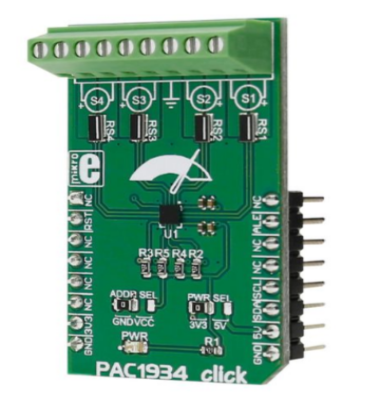 S4 S3 S2 S1
RS4 RS3 RS2 RS1
mikro e
U1
NC NC
RST ALE
NC NC
R3 R5 R4 R2
NC NC
NC SCL
ADDR SEL PWR SEL
NC SDA
GND VCC 3V3 5V
3V3 5V
PWR R1
GND GND
PAC1934 click